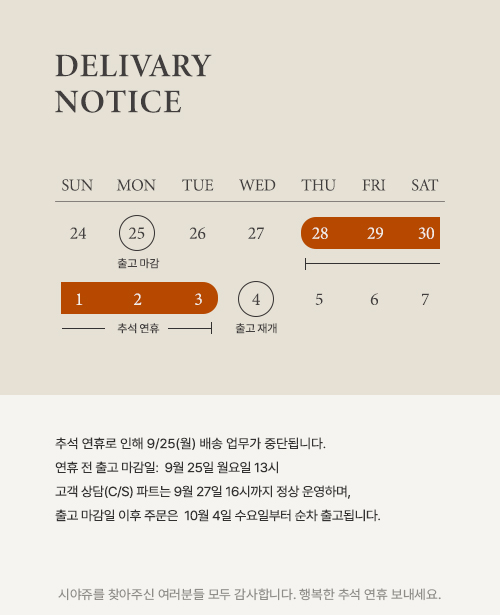 DELIVARY
NOTICE
SUN MON TUE WED THU FRI SAT
24 25 26 27 28 29 30
출고 마감
1 2 3 4 5 6 7
추석 연휴 출고 재개
추석 연휴로 인해 9/25(월) 배송 업무가 중단됩니다.
연휴 전 출고 마감일: 9월 25일 월요일 13시
고객 상담(C/S) 파트는 9월 27일 16시까지 정상 운영하며,
출고 마감일 이후 주문은 10월 4일 수요일부터 순차 출고됩니다.
시야쥬를 찾아주신 여러분들 모두 감사합니다. 행복한 추석 연휴 보내세요.